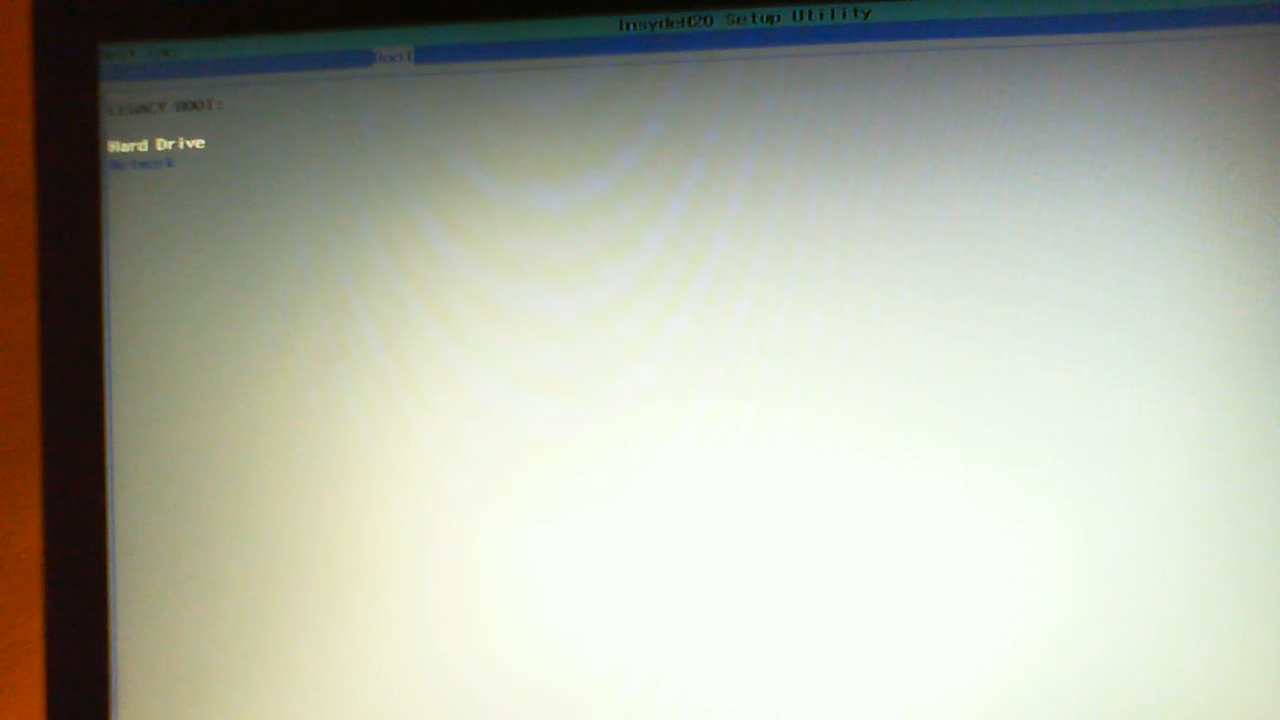 InsydeH20 Setup Utility
Boot
LEGACY BOOT:
Hard Drive
Network